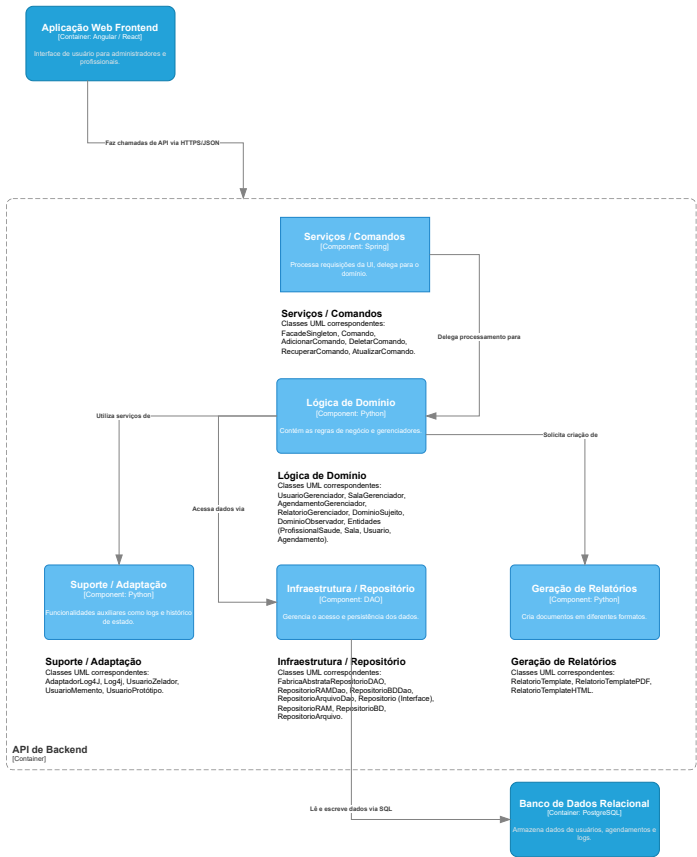 Aplicação Web Frontend
[Container: Angular / React]
Interface de usuário para administradores e
profissionais.
Faz chamadas de API via HTTPS/JSON
Serviços / Comandos
[Component: Spring]
Processa requisições da UI, delega para o
domínio.
Serviços / Comandos
Classes UML correspondentes:
FacadeSingleton, Comando,
AdicionarComando, DeletarComando,
RecuperarComando, AtualizarComando.
Delega processamento para
Lógica de Domínio
[Component: Python]
Contém as regras de negócio e gerenciadores.
Utiliza serviços de
Solicita criação de
Lógica de Domínio
Classes UML correspondentes:
UsuarioGerenciador, SalaGerenciador,
AgendamentoGerenciador,
RelatorioGerenciador, DominioSujeito,
DominioObservador, Entidades
(ProfissionalSaude, Sala, Usuario,
Agendamento).
Acessa dados via
Suporte / Adaptação
[Component: Python]
Funcionalidades auxiliares como logs e histórico
de estado.
Infraestrutura / Repositório
[Component: DAO]
Gerencia o acesso e persistência dos dados.
Geração de Relatórios
[Component: Python]
Cria documentos em diferentes formatos.
Suporte / Adaptação
Classes UML correspondentes:
AdaptadorLog4J, Log4j, UsuarioZelador,
UsuarioMemento, UsuarioProtótipo.
Infraestrutura / Repositório
Classes UML correspondentes:
FabricaAbstrataRepositorioDAO,
RepositorioRAMDao, RepositorioBDDao,
RepositorioArquivoDao, Repositorio (Interface),
RepositorioRAM, RepositorioBD,
RepositorioArquivo.
Geração de Relatórios
Classes UML correspondentes:
RelatorioTemplate, RelatorioTemplatePDF,
RelatorioTemplateHTML.
API de Backend
[Container]
Lê e escreve dados via SQL
Banco de Dados Relacional
[Container: PostgreSQL]
Armazena dados de usuários, agendamentos e
logs.